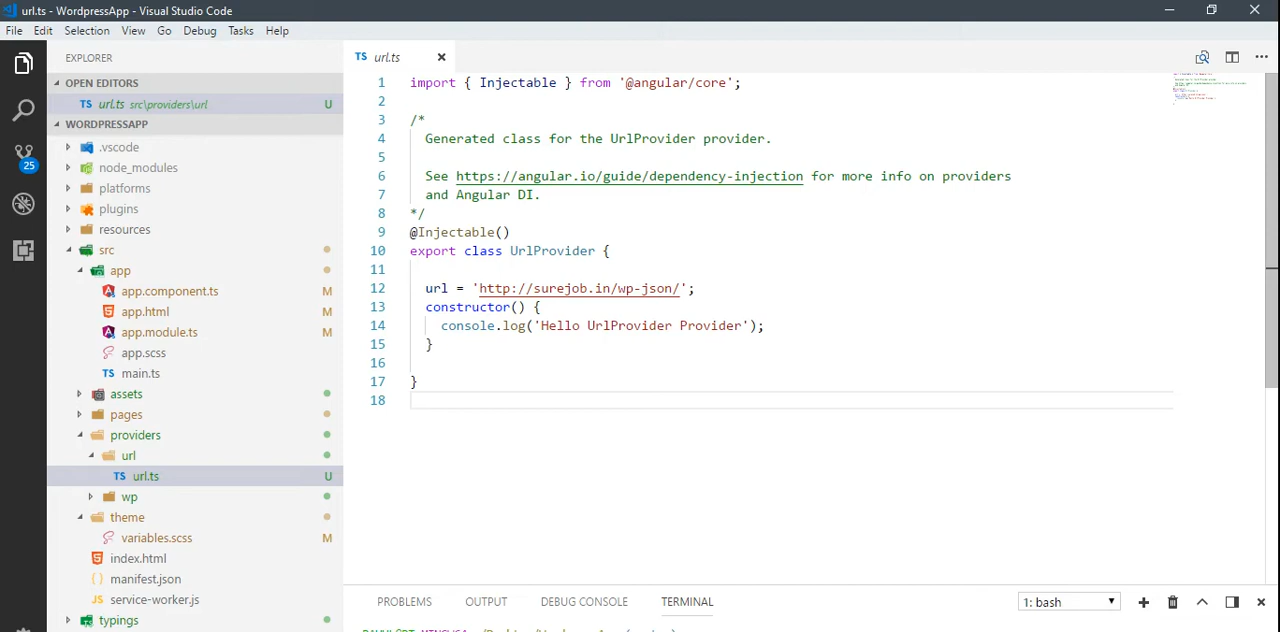 url.ts - WordpressApp - Visual Studio Code
File Edit Selection View Go Debug Tasks Help
EXPLORER
OPEN EDITORS
TS url.ts src\providers\url U
WORDPRESSAPP
.vscode
node_modules
platforms
plugins
resources
src
app
app.component.ts M
app.html M
app.module.ts M
app.scss
TS main.ts
assets
pages
providers
url
TS url.ts U
wp
theme
variables.scss M
index.html
{} manifest.json
JS service-worker.js
typings
25
TS url.ts
1 import { Injectable } from '@angular/core';
2
3 /*
4 Generated class for the UrlProvider provider.
5
6 See https://angular.io/guide/dependency-injection for more info on providers
7 and Angular DI.
8 */
9 @Injectable()
10 export class UrlProvider {
11
12 url = 'http://surejob.in/wp-json/';
13 constructor() {
14 console.log('Hello UrlProvider Provider');
15 }
16
17 }
18
PROBLEMS OUTPUT DEBUG CONSOLE TERMINAL 1: bash